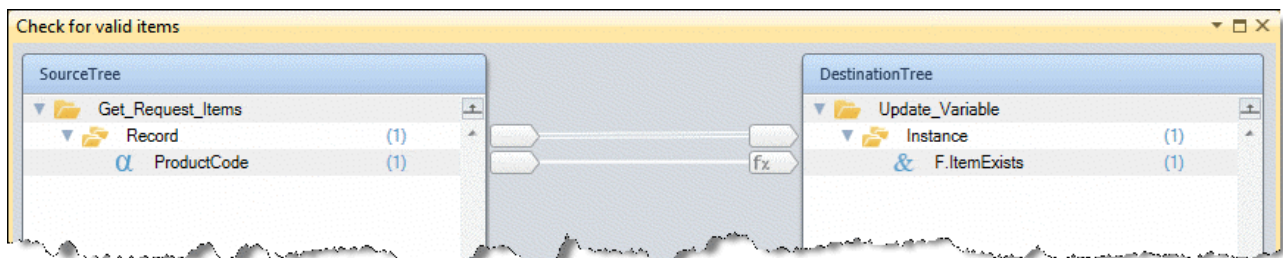 Check for valid items
SourceTree
Get_Request_Items
Record (1)
α ProductCode (1)
fx
DestinationTree
Update_Variable
Instance (1)
& F.ItemExists (1)